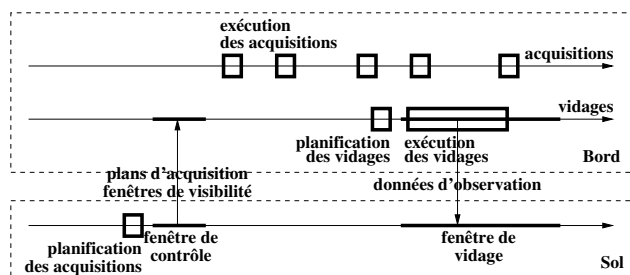 exécution
des acquisitions
acquisitions
vidages
planification
des vidages
exécution
des vidages
Bord
plans d'acquisition
fenêtres de visibilité
données d'observation
planification
des acquisitions
fenêtre de
contrôle
fenêtre de
vidage
Sol